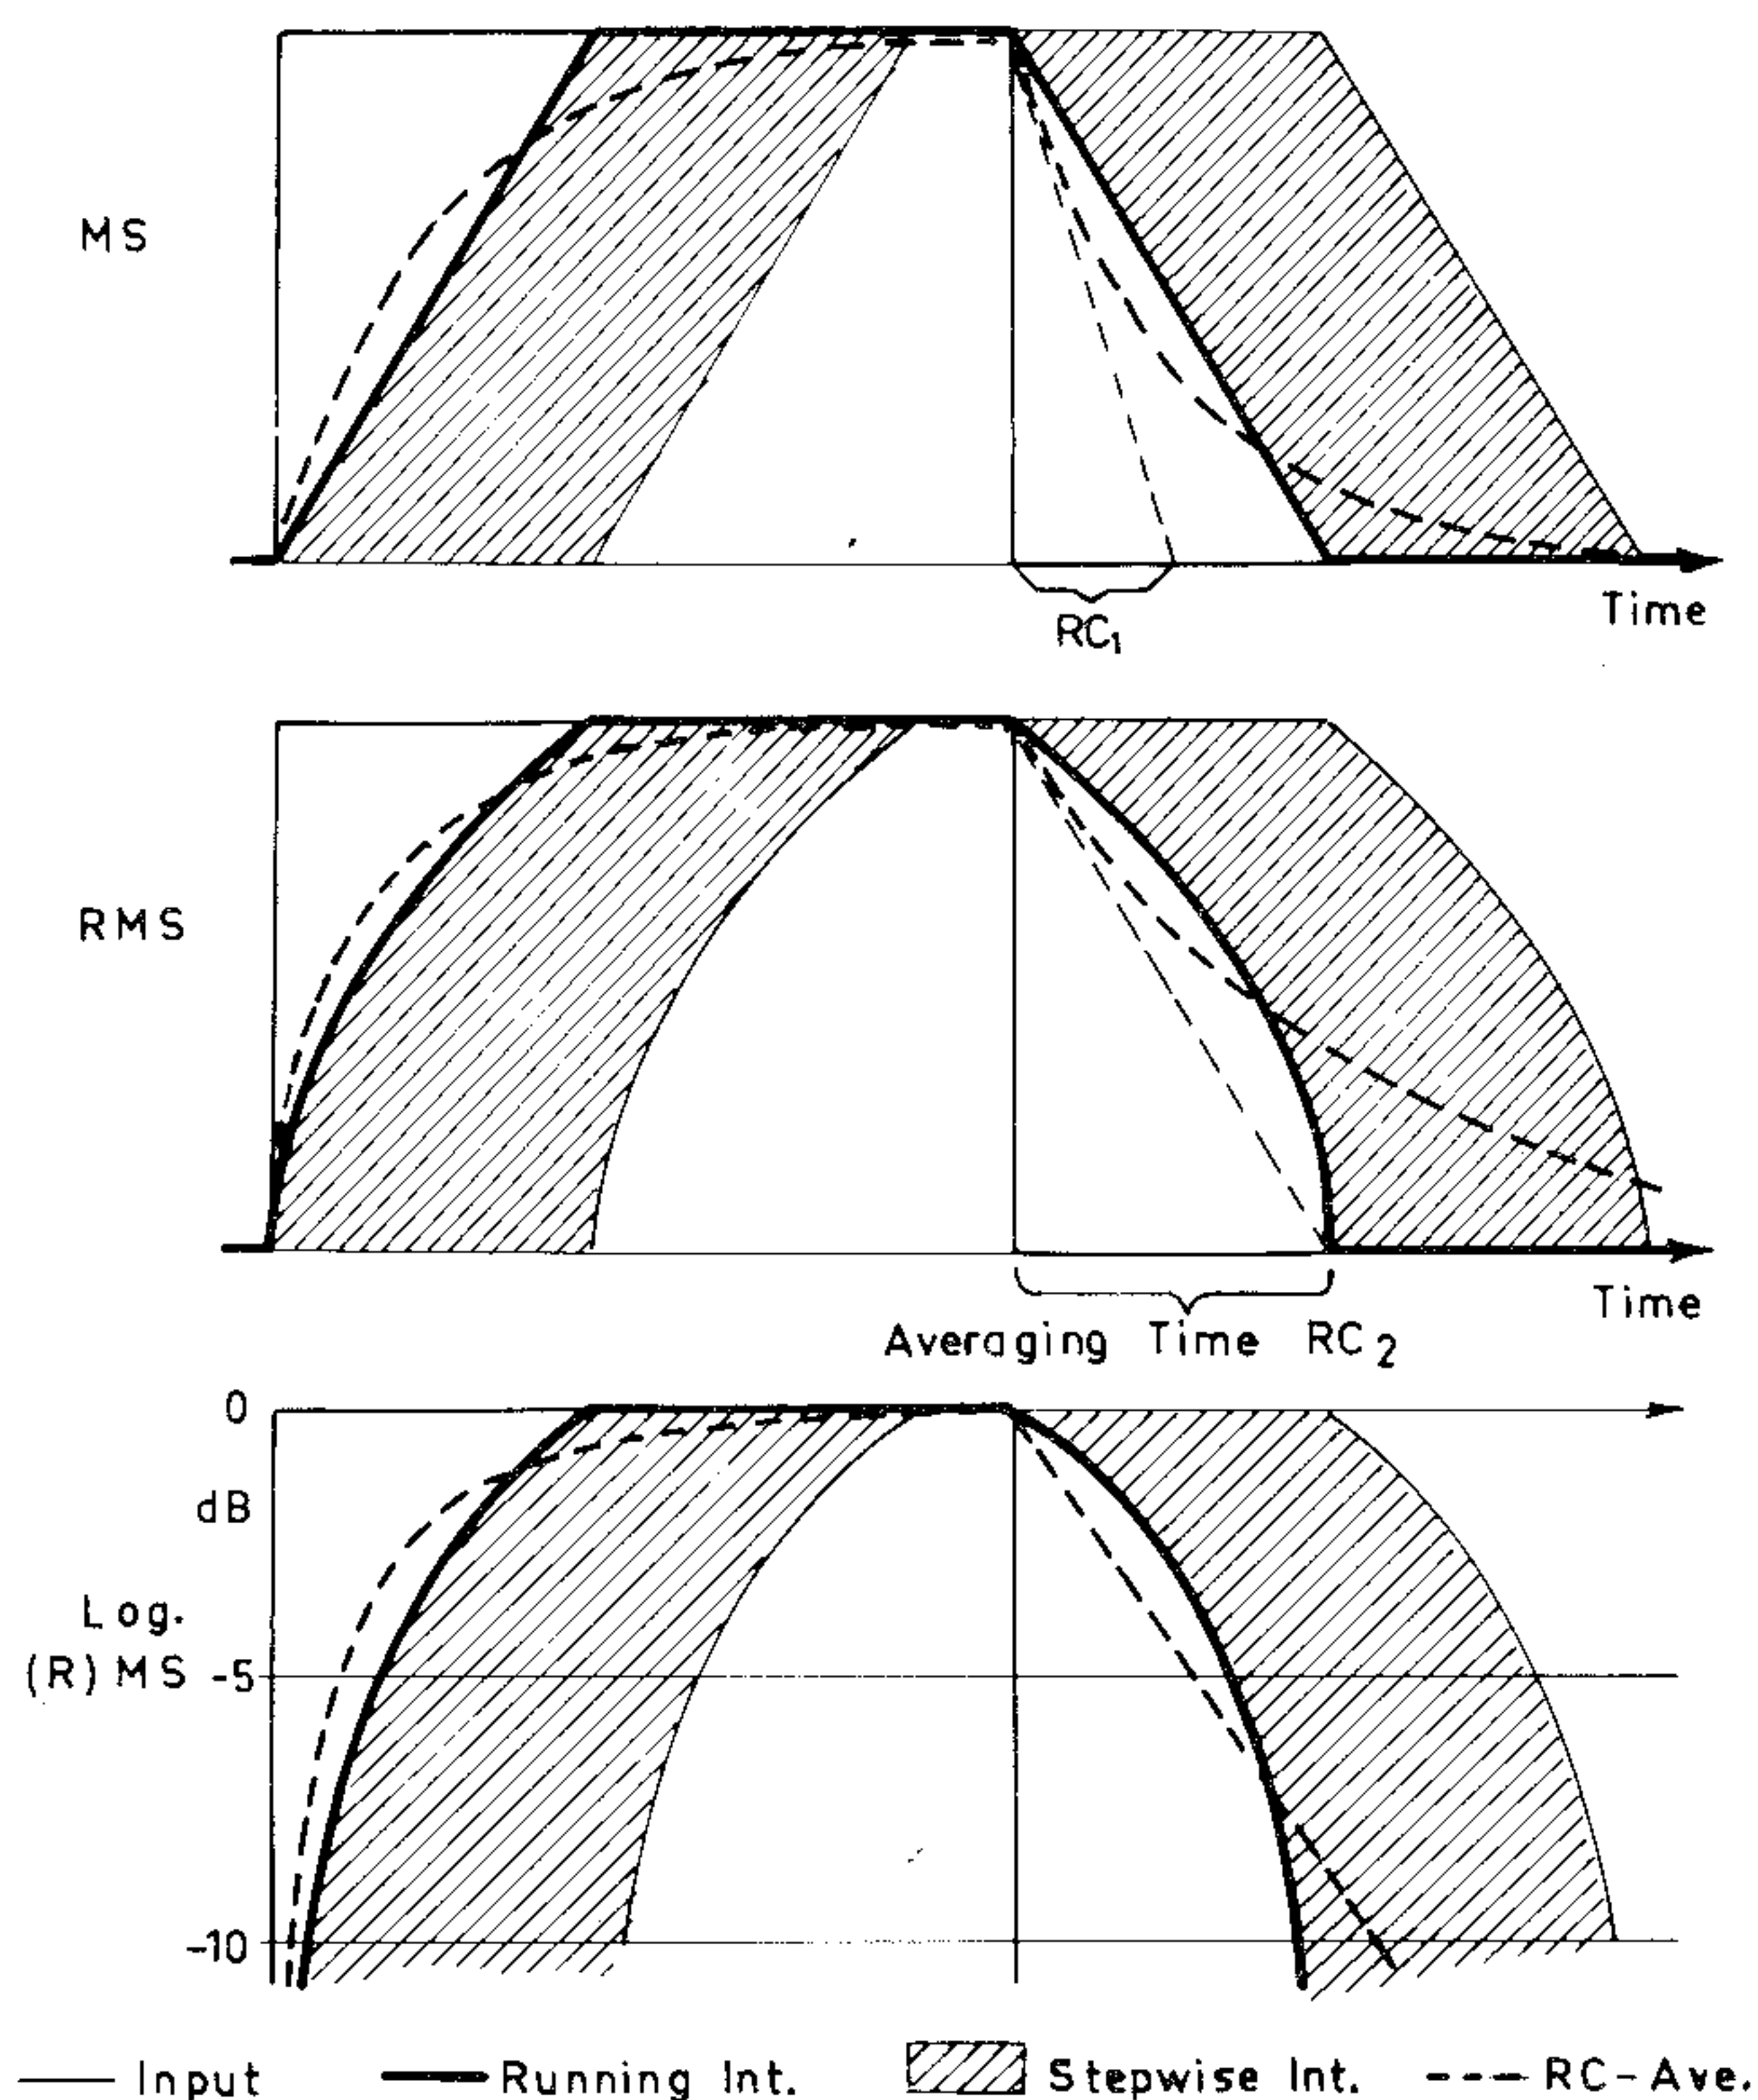 MS
RC₁
Time
RMS
Time
Averaging Time RC₂
0
dB
Log.
(R) MS -5
-10
Input Running Int. Stepwise Int. RC-Ave.